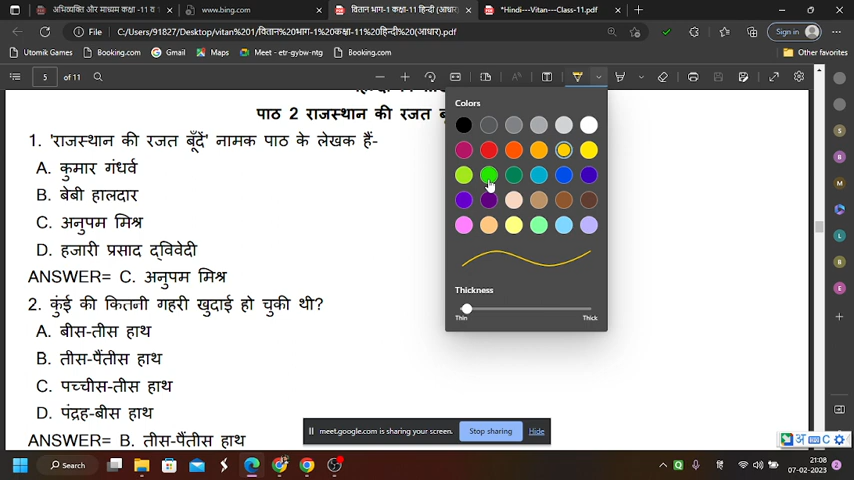 अभिव्यक्ति और माध्यम कक्षा -11 व 1
www.bing.com
वितान भाग-1 कक्षा-11 हिन्दी (आधार)
*Hindi---Vitan---Class-11.pdf
File
C:/Users/91827/Desktop/vitan%201/वितान%20भाग-1%20कक्षा-11%20हिन्दी%20(आधार).pdf
Sign in
Utomik Games
Booking.com
Gmail
Maps
Meet - etr-gybw-ntg
Booking.com
Other favorites
5 of 11
पाठ 2 राजस्थान की रजत
1. 'राजस्थान की रजत बूँदें' नामक पाठ के लेखक हैं-
A. कुमार गंधर्व
B. बेबी हालदार
C. अनुपम मिश्र
D. हजारी प्रसाद द्विवेदी
ANSWER= C. अनुपम मिश्र
2. कुंई की कितनी गहरी खुदाई हो चुकी थी?
A. बीस-तीस हाथ
B. तीस-पैंतीस हाथ
C. पच्चीस-तीस हाथ
D. पंद्रह-बीस हाथ
ANSWER= B. तीस-पैंतीस हाथ
Colors
Thickness
Thin
Thick
meet.google.com is sharing your screen.
Stop sharing
Hide
Search
21:08
07-02-2023
2